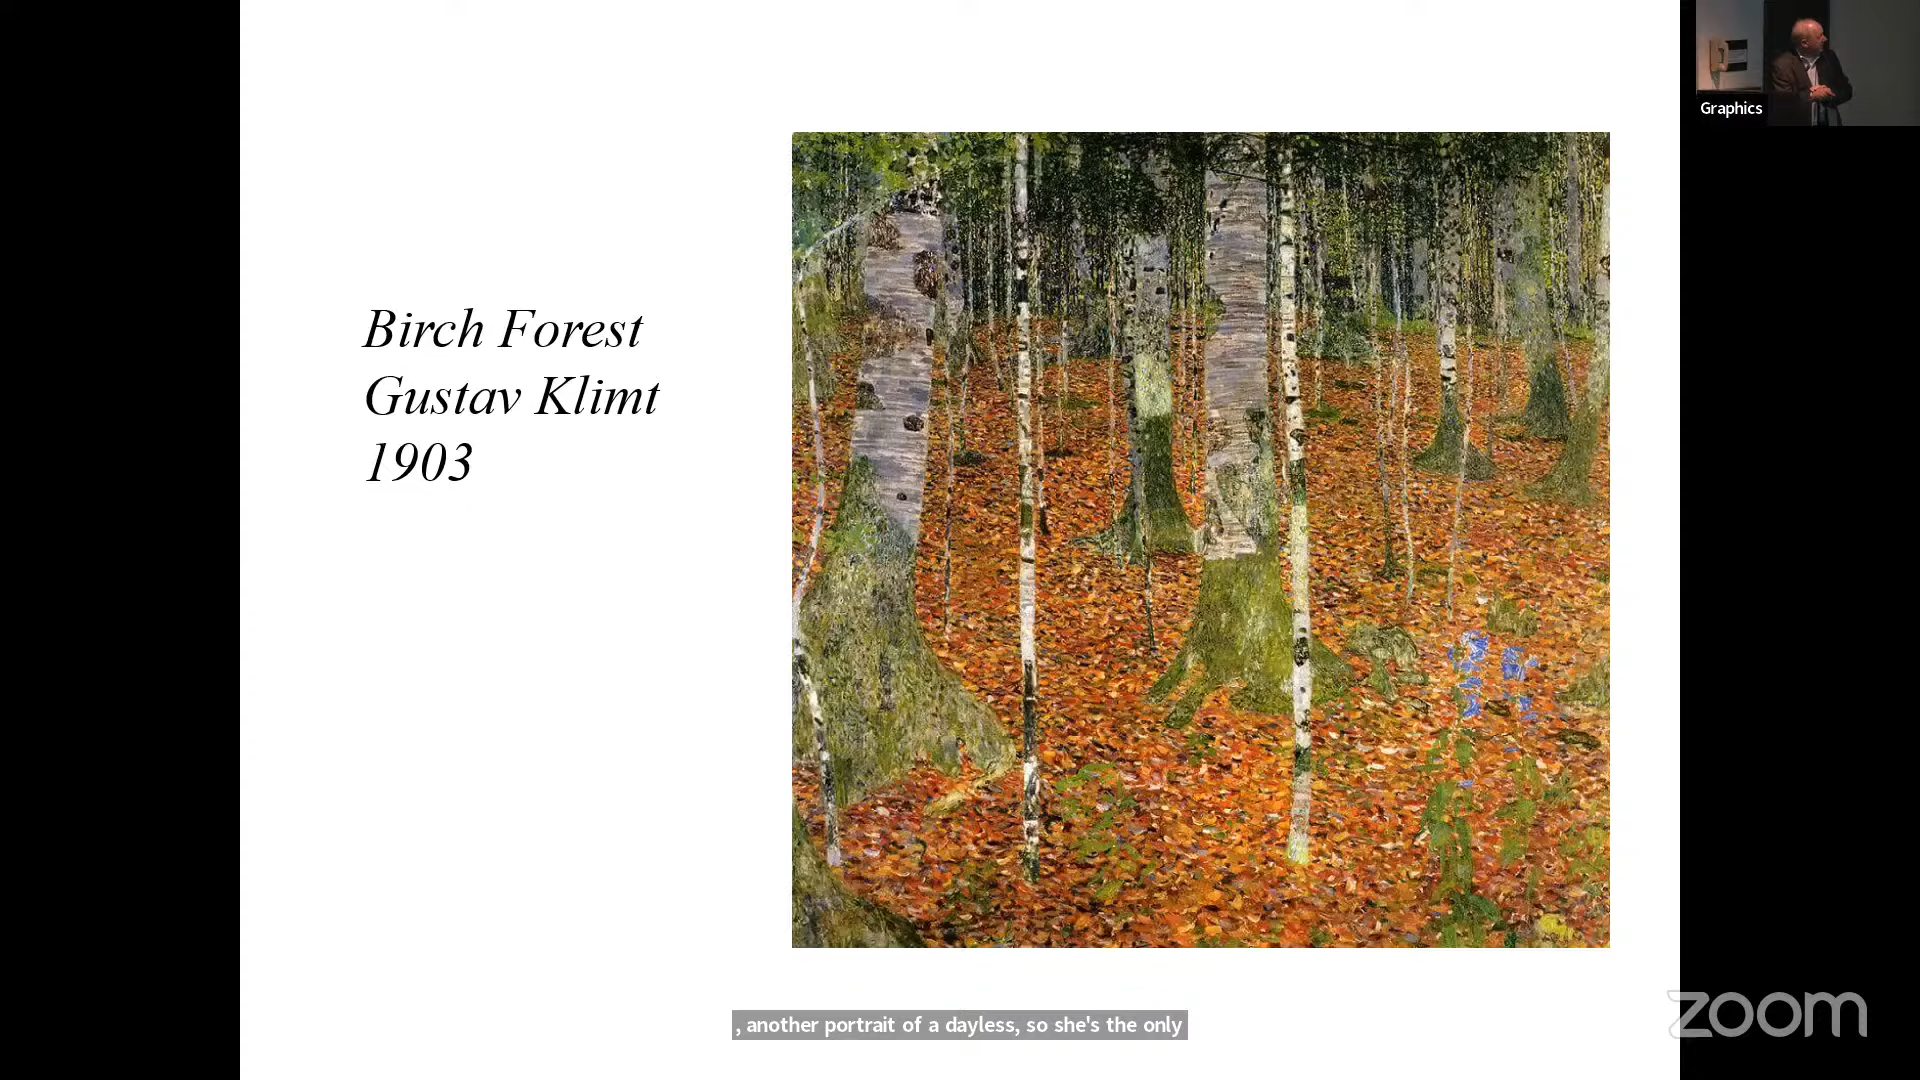 Birch Forest
Gustav Klimt
1903
Graphics
, another portrait of a dayless, so she's the only
zoom